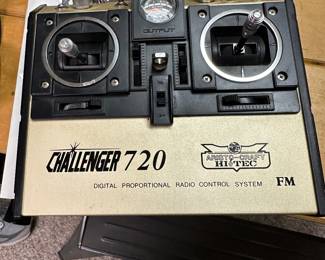 OUTPUT
CHALLENGER 720
ARISTO-CRAFT
HITEC
DIGITAL PROPORTIONAL RADIO CONTROL SYSTEM FM